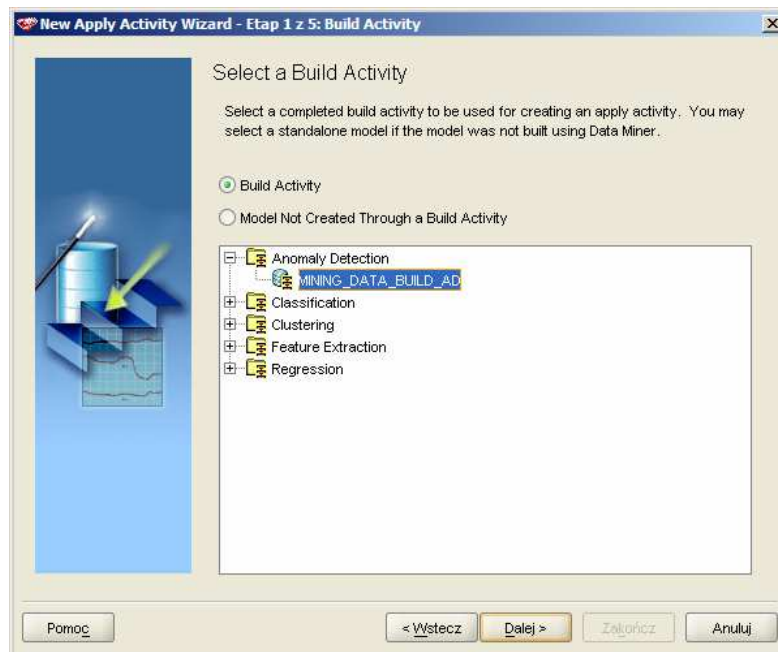 New Apply Activity Wizard - Etap 1 z 5: Build Activity
Select a Build Activity
Select a completed build activity to be used for creating an apply activity. You may
select a standalone model if the model was not built using Data Miner.
Build Activity
Model Not Created Through a Build Activity
Anomaly Detection
MINING_DATA_BUILD_AD
Classification
Clustering
Feature Extraction
Regression
Pomoc
< Wstecz
Dalej >
Zakończ
Anuluj